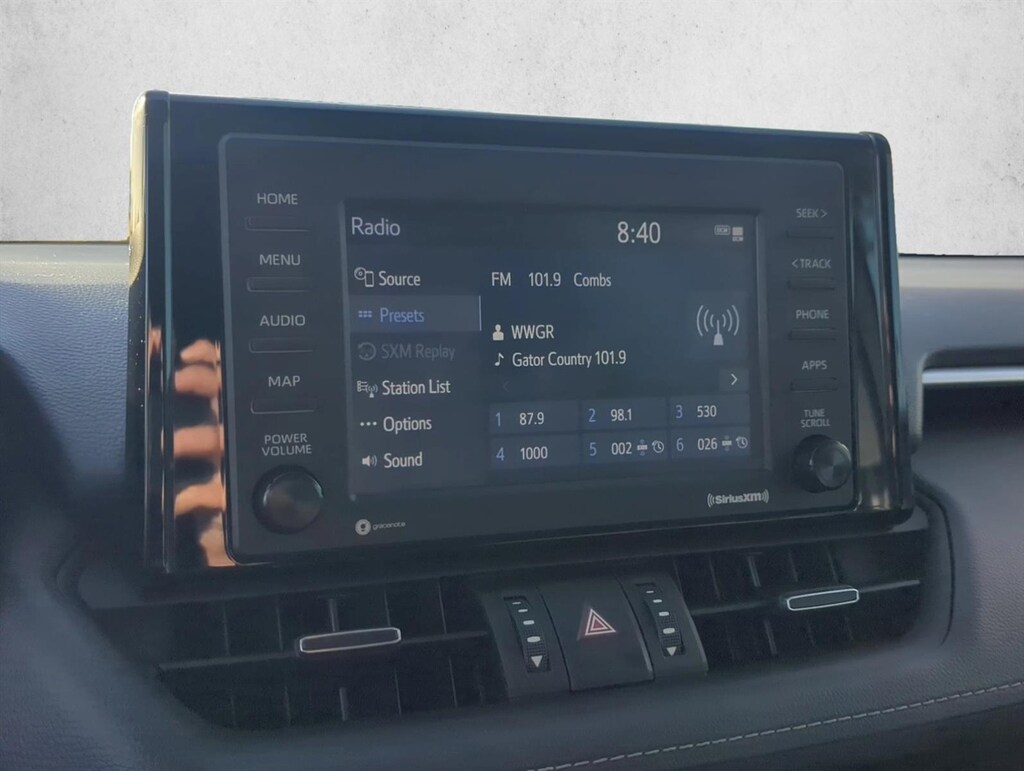 HOME
MENU
AUDIO
MAP
POWER
VOLUME
Radio
8:40
DCM
Source
Presets
SXM Replay
Station List
Options
Sound
FM 101.9 Combs
WWGR
Gator Country 101.9
1 87.9 2 98.1 3 530
4 1000 5 002 6 026
SEEK >
< TRACK
PHONE
APPS
TUNE
SCROLL
gracenote
SiriusXM